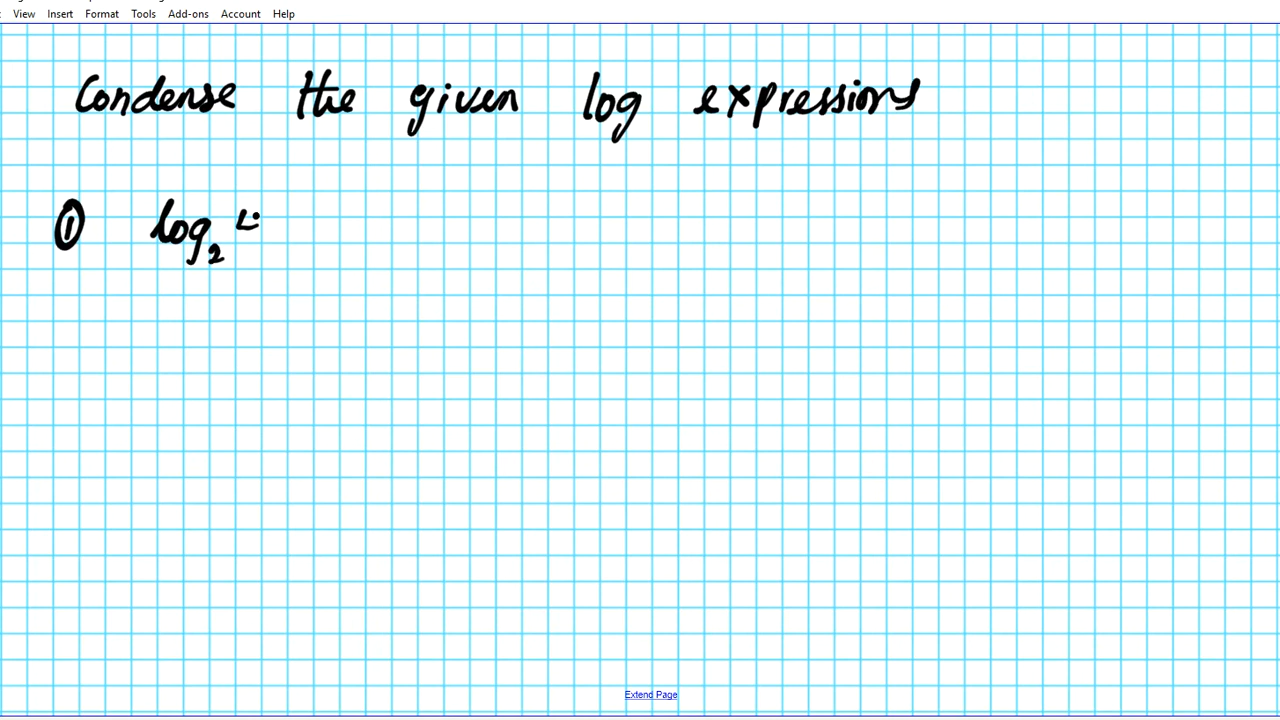 View Insert Format Tools Add-ons Account Help
Condense the given log expressions
① log₂
Extend Page